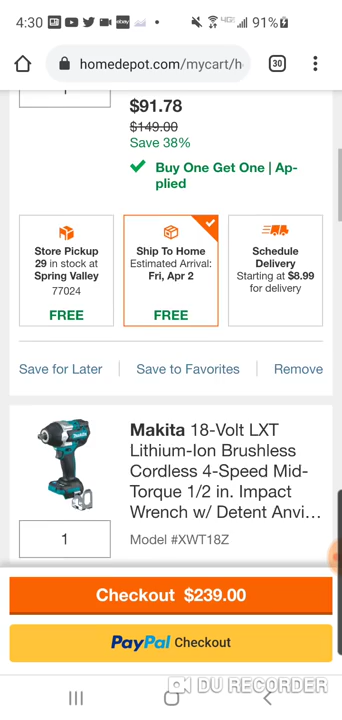 4:30
ebay
91%
homedepot.com/mycart/h
30
$91.78
$149.00
Save 38%
Buy One Get One | Ap-
plied
Store Pickup
29 in stock at
Spring Valley
77024
FREE
Ship To Home
Estimated Arrival:
Fri, Apr 2
FREE
Schedule
Delivery
Starting at $8.99
for delivery
Save for Later
Save to Favorites
Remove
Makita 18-Volt LXT
Lithium-Ion Brushless
Cordless 4-Speed Mid-
Torque 1/2 in. Impact
Wrench w/ Detent Anvi...
1
Model #XWT18Z
Checkout $239.00
PayPal Checkout
DU RECORDER